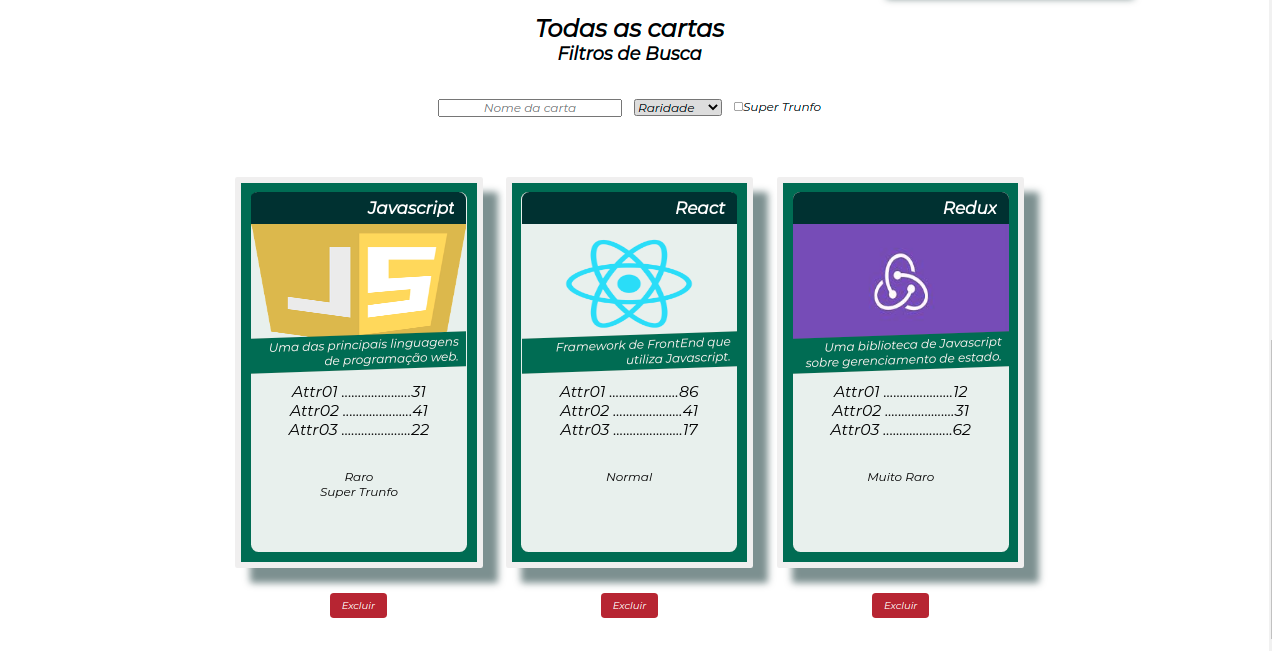 Todas as cartas
Filtros de Busca
Nome da carta Raridade Super Trunfo
Javascript
JS
Uma das principais linguagens
de programação web.
Attr01 ......................31
Attr02 ......................41
Attr03 ......................22
Raro
Super Trunfo
Excluir
React
Framework de FrontEnd que
utiliza Javascript.
Attr01 ......................86
Attr02 ......................41
Attr03 ......................17
Normal
Excluir
Redux
Uma biblioteca de Javascript
sobre gerenciamento de estado.
Attr01 ......................12
Attr02 ......................31
Attr03 ......................62
Muito Raro
Excluir